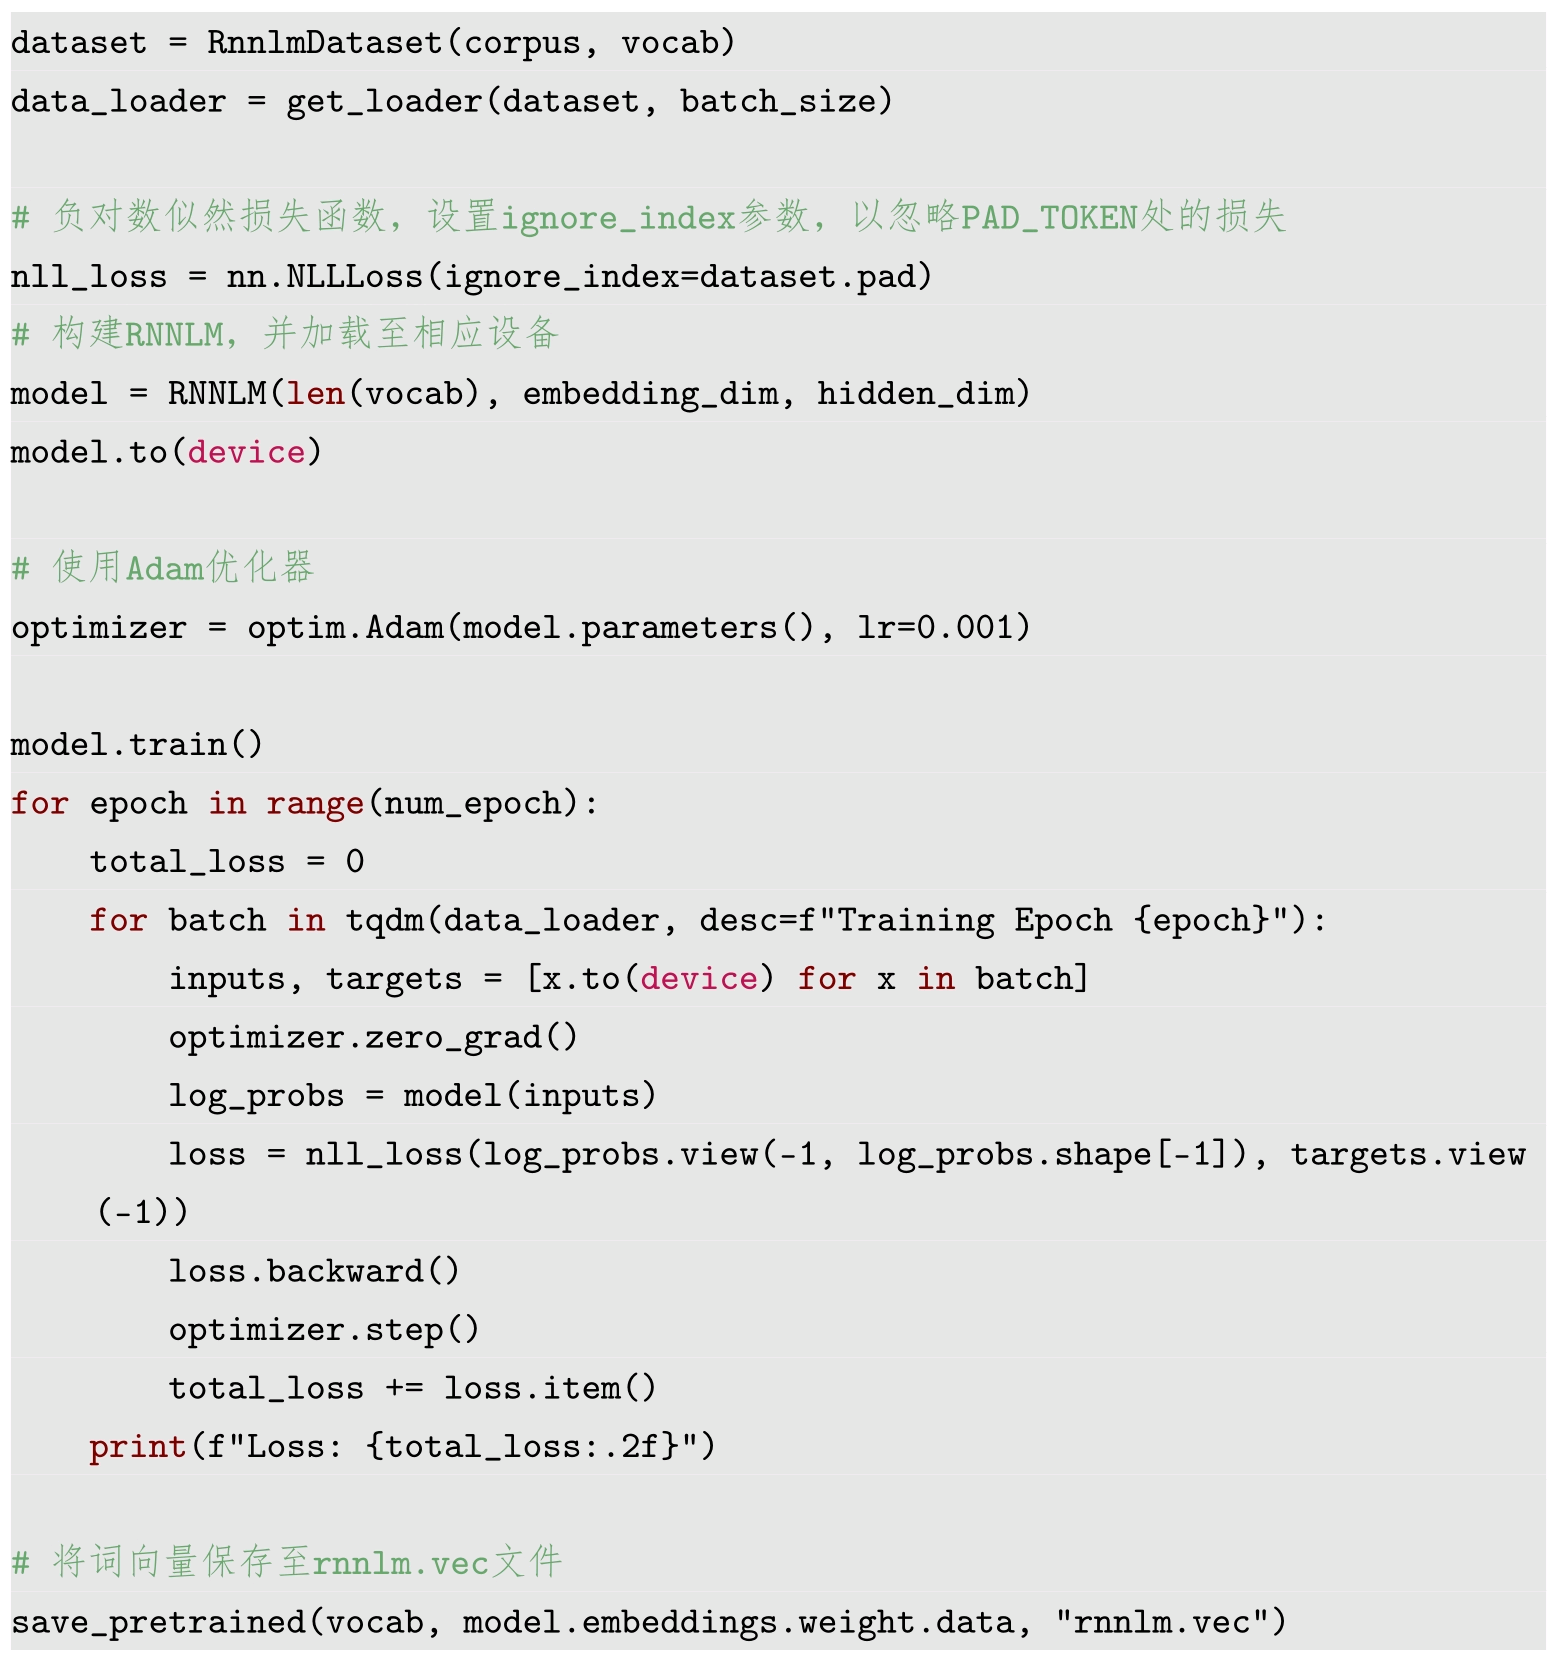 dataset = RnnlmDataset(corpus, vocab)
data_loader = get_loader(dataset, batch_size)

# 负对数似然损失函数，设置ignore_index参数，以忽略PAD_TOKEN处的损失
nll_loss = nn.NLLLoss(ignore_index=dataset.pad)
# 构建RNNLM，并加载至相应设备
model = RNNLM(len(vocab), embedding_dim, hidden_dim)
model.to(device)

# 使用Adam优化器
optimizer = optim.Adam(model.parameters(), lr=0.001)

model.train()
for epoch in range(num_epoch):
    total_loss = 0
    for batch in tqdm(data_loader, desc=f"Training Epoch {epoch}"):
        inputs, targets = [x.to(device) for x in batch]
        optimizer.zero_grad()
        log_probs = model(inputs)
        loss = nll_loss(log_probs.view(-1, log_probs.shape[-1]), targets.view
    (-1))
        loss.backward()
        optimizer.step()
        total_loss += loss.item()
    print(f"Loss: {total_loss:.2f}")

# 将词向量保存至rnnlm.vec文件
save_pretrained(vocab, model.embeddings.weight.data, "rnnlm.vec")